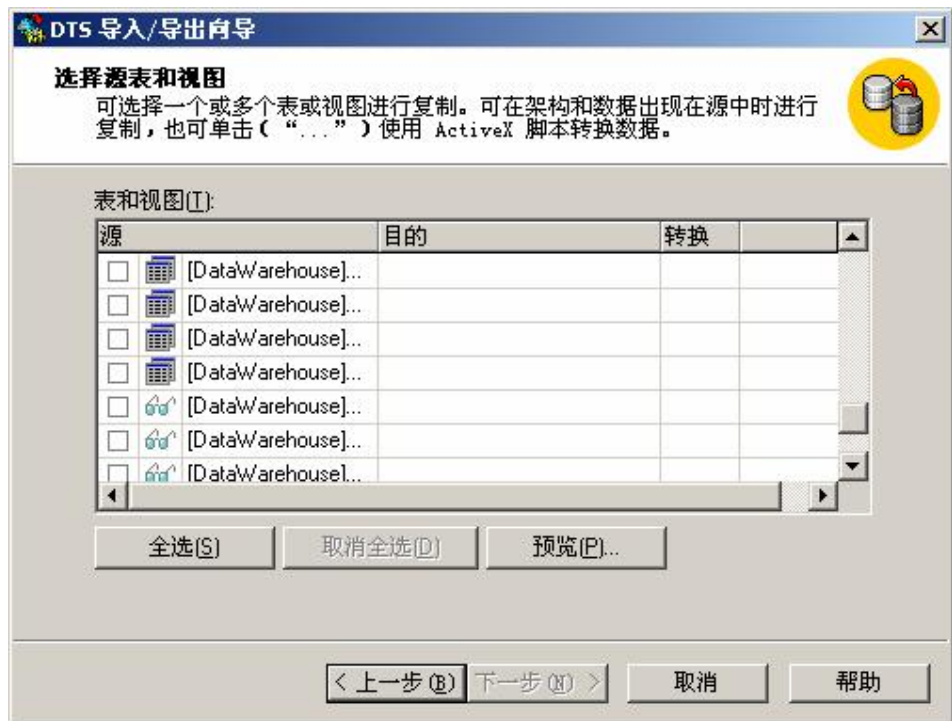 DTS 导入/导出向导
选择源表和视图
可选择一个或多个表或视图进行复制。可在架构和数据出现在源中时进行
复制，也可单击(“...”)使用 ActiveX 脚本转换数据。
表和视图(T):
源 目的 转换
[DataWarehouse]...
[DataWarehouse]...
[DataWarehouse]...
[DataWarehouse]...
[DataWarehouse]...
[DataWarehouse]...
[DataWarehouse]...
全选(S) 取消全选(D) 预览(P)...
< 上一步(B) 下一步(N) > 取消 帮助